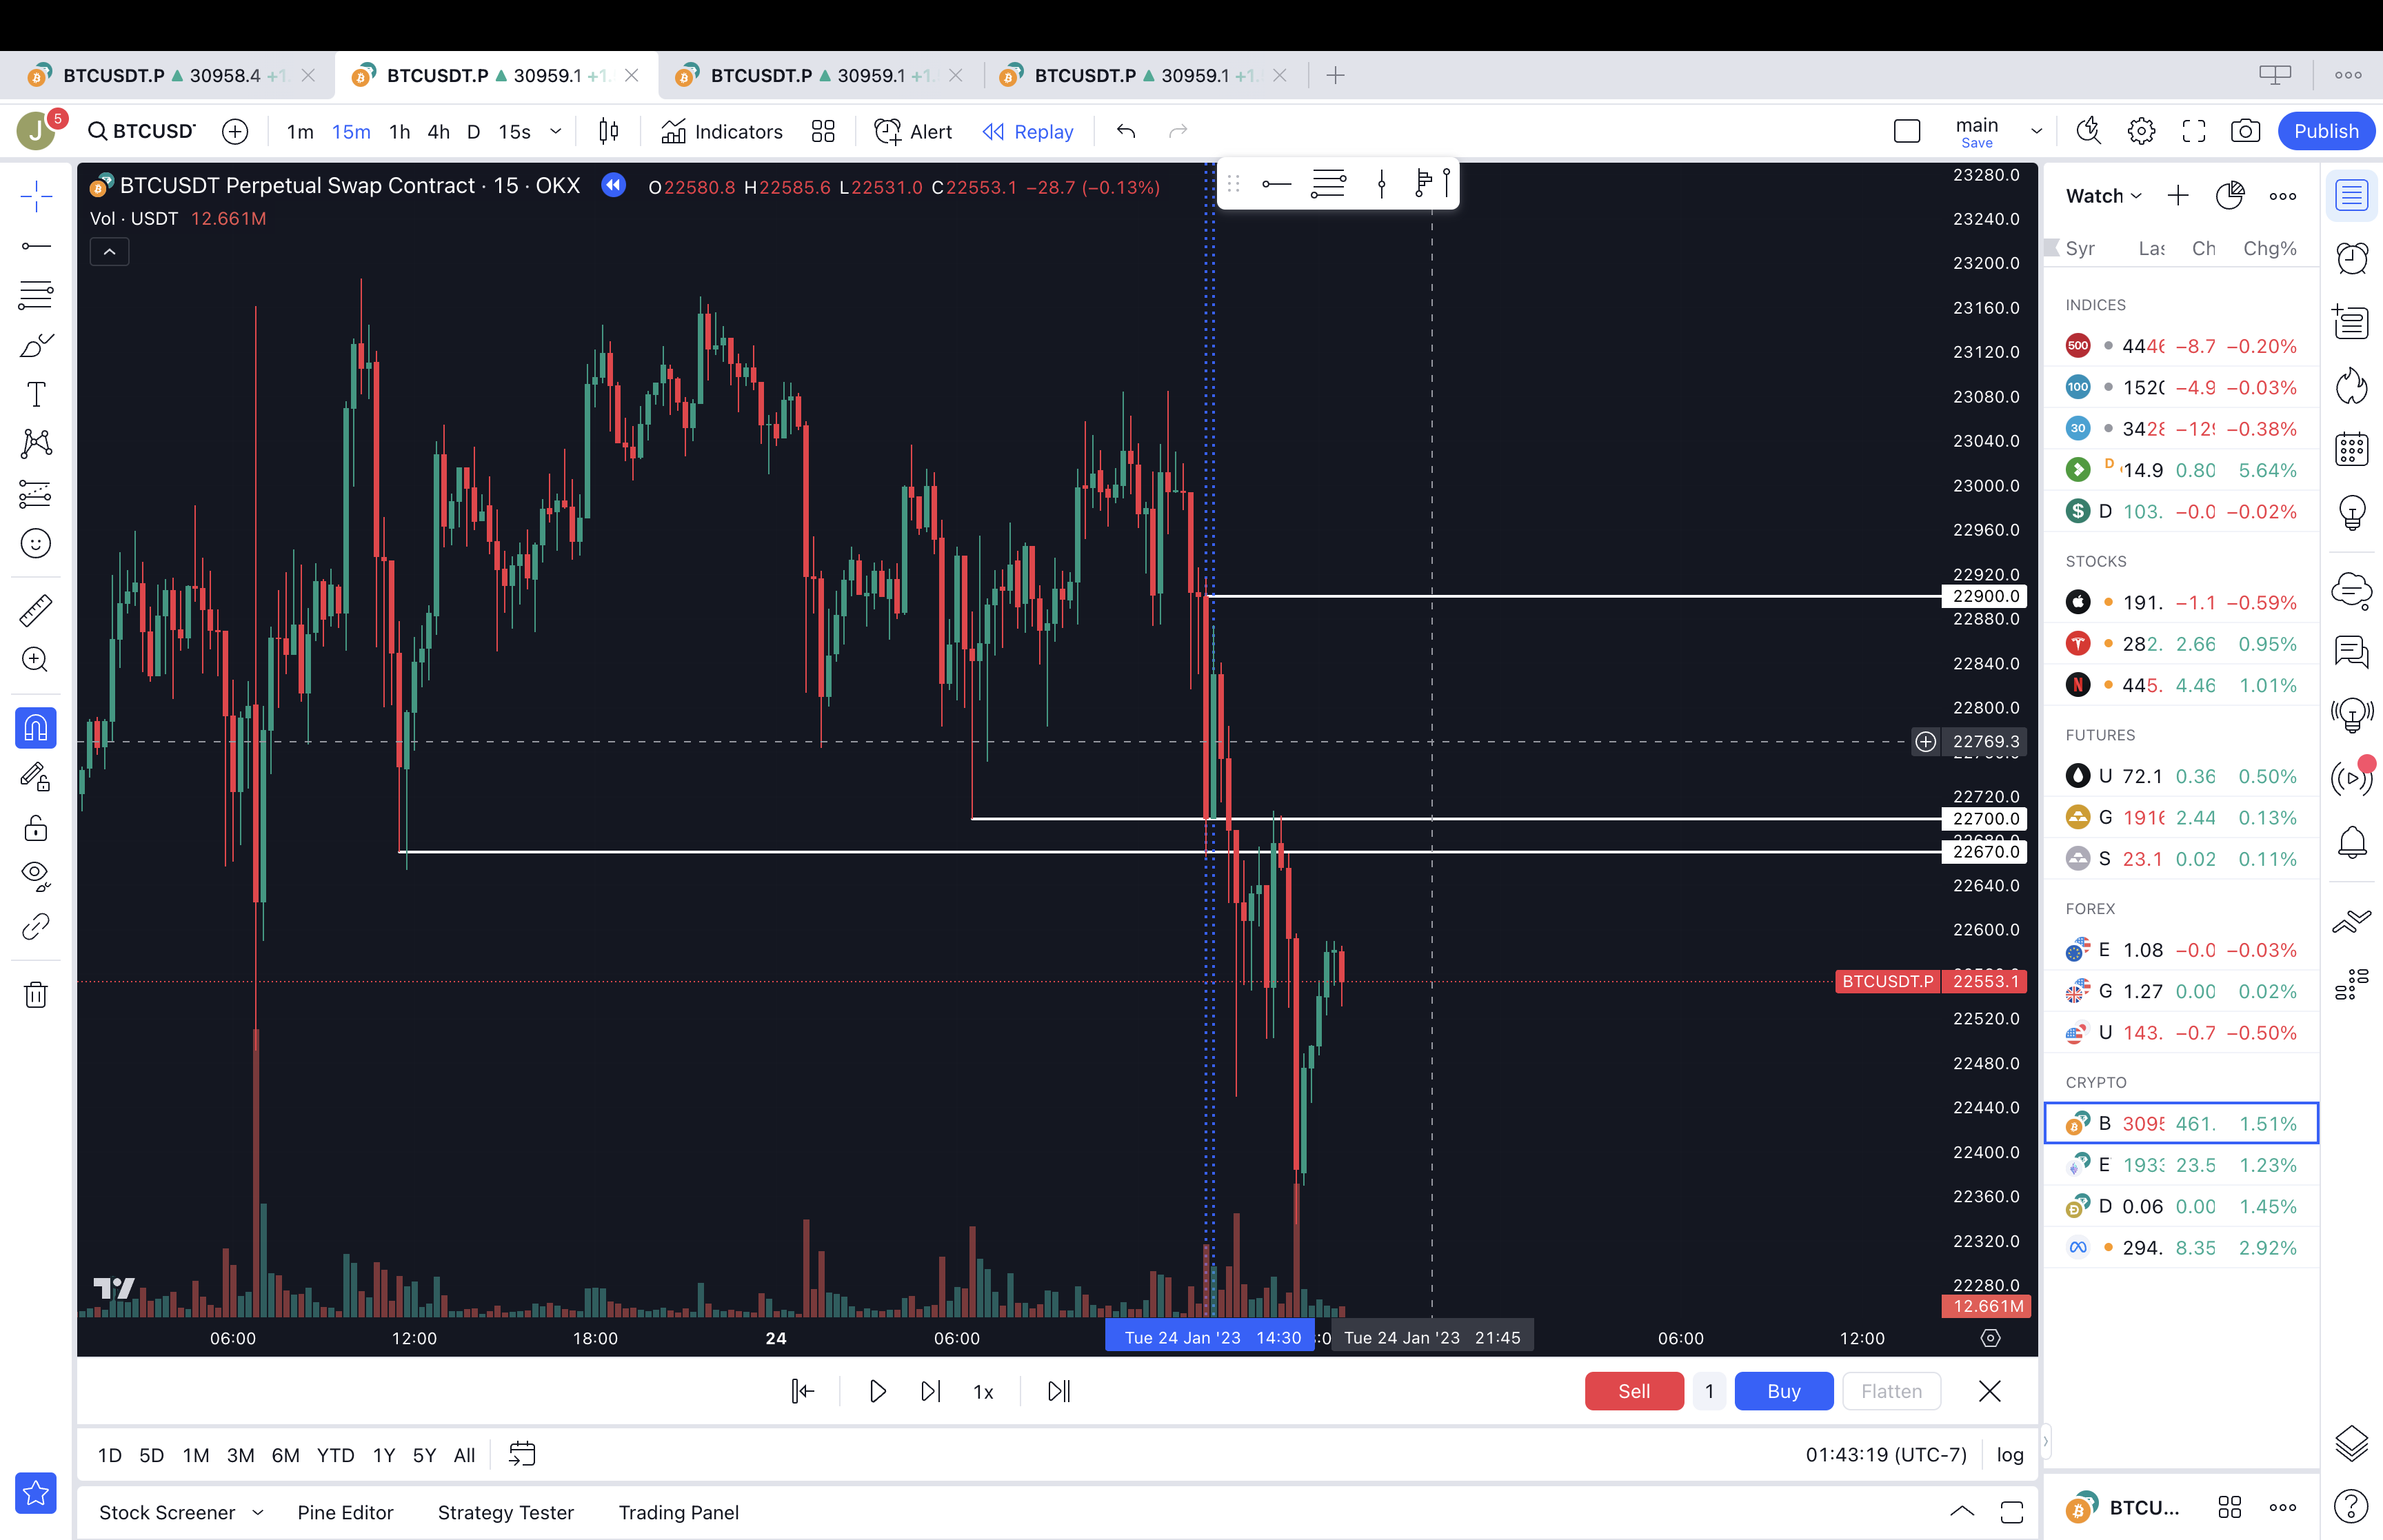 BTCUSDT.P 30958.4 +1. BTCUSDT.P 30959.1 +1. BTCUSDT.P 30959.1 +1. BTCUSDT.P 30959.1 +1.
J 5 BTCUSD 1m 15m 1h 4h D 15s Indicators Alert Replay main Save Publish
BTCUSDT Perpetual Swap Contract · 15 · OKX O22580.8 H22585.6 L22531.0 C22553.1 −28.7 (−0.13%)
Vol · USDT 12.661M
23280.0
23240.0
23200.0
23160.0
23120.0
23080.0
23040.0
23000.0
22960.0
22920.0
22900.0
22880.0
22840.0
22800.0
22769.3
22720.0
22700.0
22670.0
22640.0
22600.0
BTCUSDT.P 22553.1
22520.0
22480.0
22440.0
22400.0
22360.0
22320.0
22280.0
12.661M
06:00 12:00 18:00 24 06:00 Tue 24 Jan '23 14:30 Tue 24 Jan '23 21:45 06:00 12:00
1x Sell 1 Buy Flatten
1D 5D 1M 3M 6M YTD 1Y 5Y All 01:43:19 (UTC-7) log
Stock Screener Pine Editor Strategy Tester Trading Panel
Watch
Syr Las Ch Chg%
INDICES
500 444 −8.7 −0.20%
100 152 −4.9 −0.03%
30 342 −12 −0.38%
D 14.9 0.80 5.64%
D 103. −0.0 −0.02%
STOCKS
191. −1.1 −0.59%
282. 2.66 0.95%
N 445. 4.46 1.01%
FUTURES
U 72.1 0.36 0.50%
G 191 2.44 0.13%
S 23.1 0.02 0.11%
FOREX
E 1.08 −0.0 −0.03%
G 1.27 0.00 0.02%
U 143. −0.7 −0.50%
CRYPTO
B 309 461. 1.51%
E 193 23.5 1.23%
D 0.06 0.00 1.45%
294. 8.35 2.92%
BTCU...